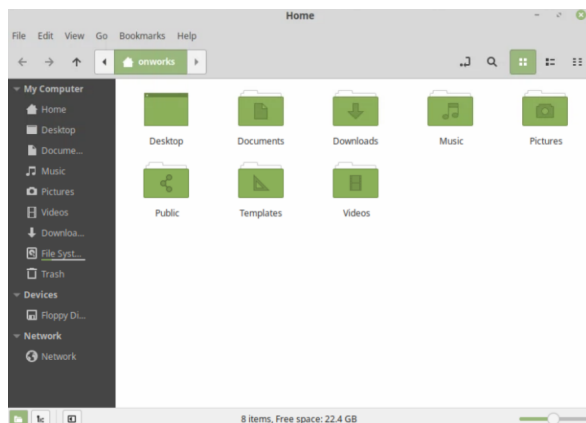 Home
File Edit View Go Bookmarks Help
onworks
My Computer
Home
Desktop
Docume...
Music
Pictures
Videos
Downloa...
File Syst...
Trash
Devices
Floppy Di...
Network
Network
Desktop Documents Downloads Music Pictures
Public Templates Videos
8 items, Free space: 22.4 GB